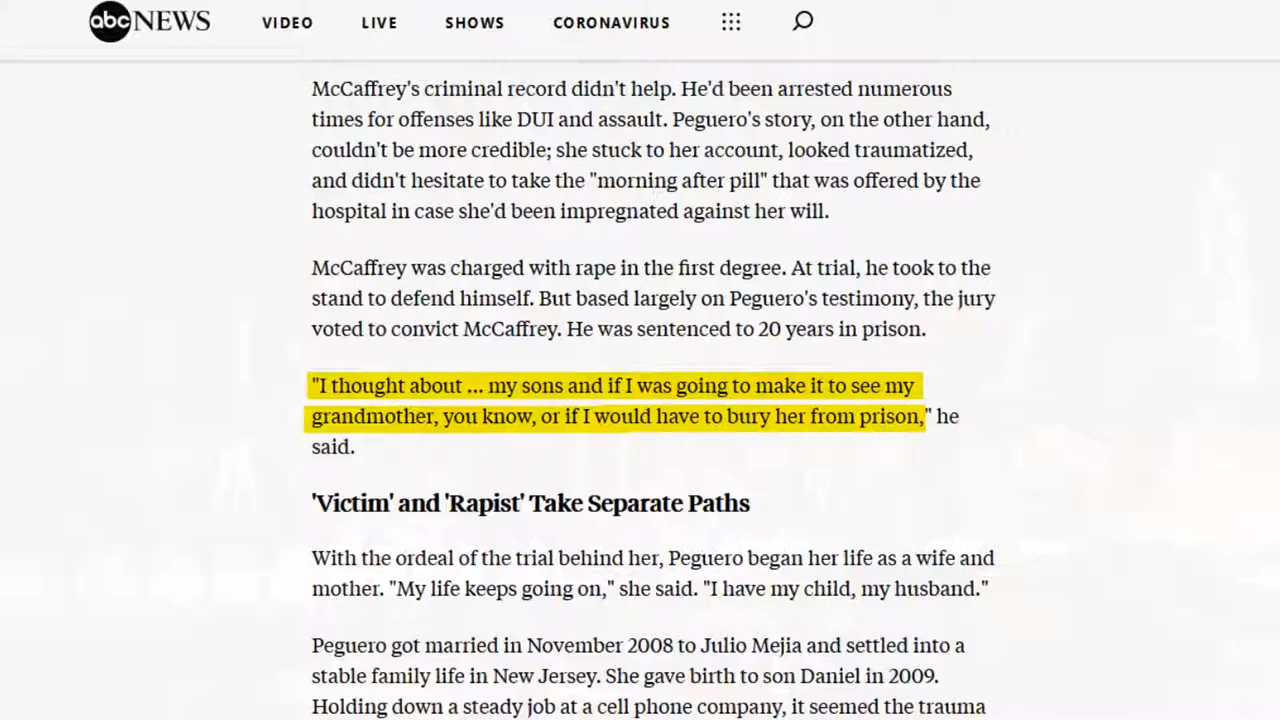 abc NEWS VIDEO LIVE SHOWS CORONAVIRUS
McCaffrey's criminal record didn't help. He'd been arrested numerous
times for offenses like DUI and assault. Peguero's story, on the other hand,
couldn't be more credible; she stuck to her account, looked traumatized,
and didn't hesitate to take the "morning after pill" that was offered by the
hospital in case she'd been impregnated against her will.
McCaffrey was charged with rape in the first degree. At trial, he took to the
stand to defend himself. But based largely on Peguero's testimony, the jury
voted to convict McCaffrey. He was sentenced to 20 years in prison.
"I thought about ... my sons and if I was going to make it to see my
grandmother, you know, or if I would have to bury her from prison," he
said.
'Victim' and 'Rapist' Take Separate Paths
With the ordeal of the trial behind her, Peguero began her life as a wife and
mother. "My life keeps going on," she said. "I have my child, my husband."
Peguero got married in November 2008 to Julio Mejia and settled into a
stable family life in New Jersey. She gave birth to son Daniel in 2009.
Holding down a steady job at a cell phone company, it seemed the trauma